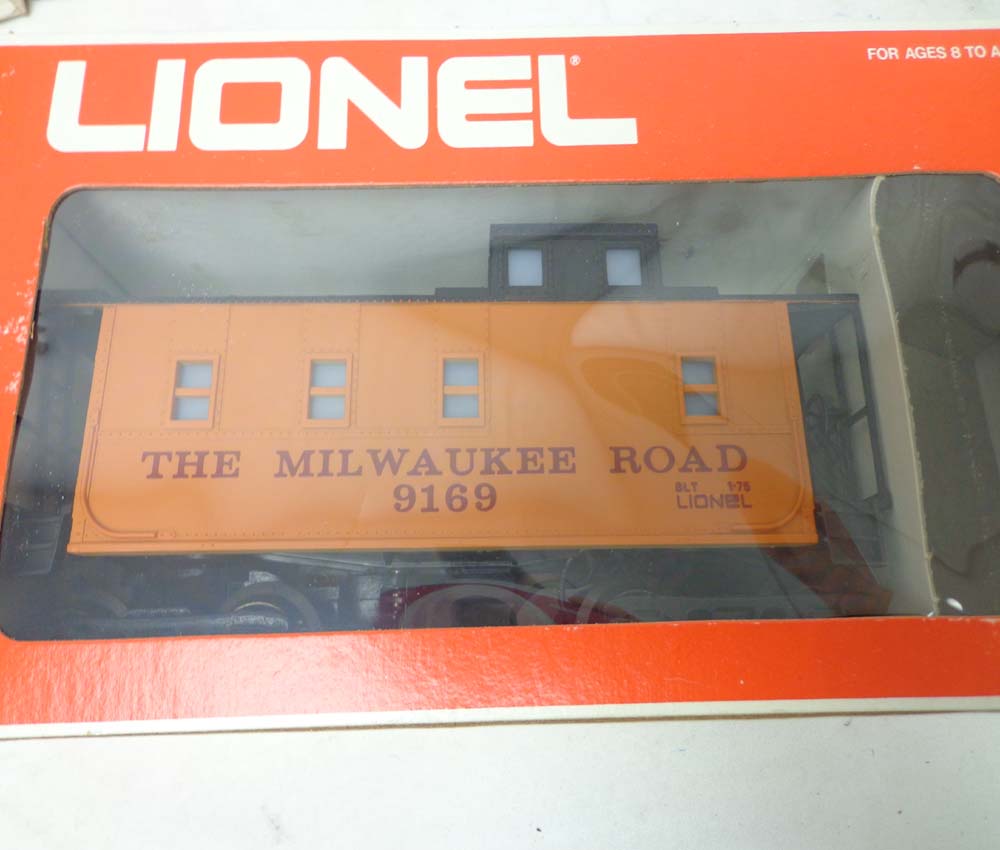 LIONEL®
FOR AGES 8 TO A
THE MILWAUKEE ROAD
9169
BLT 1-75
LIONEL